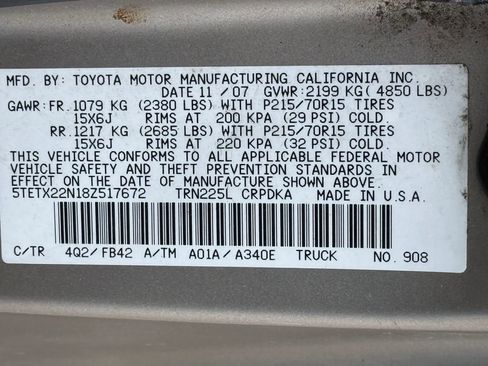 MFD. BY: TOYOTA MOTOR MANUFACTURING CALIFORNIA INC.
DATE 11 / 07 GVWR: 2199 KG ( 4850 LBS)
GAWR: FR. 1079 KG (2380 LBS) WITH P215/70R15 TIRES
15X6J RIMS AT 200 KPA (29 PSI) COLD.
RR. 1217 KG (2685 LBS) WITH P215/70R15 TIRES
15X6J RIMS AT 220 KPA (32 PSI) COLD.
THIS VEHICLE CONFORMS TO ALL APPLICABLE FEDERAL MOTOR
VEHICLE SAFETY AND THEFT PREVENTION STANDARDS IN
EFFECT ON THE DATE OF MANUFACTURE SHOWN ABOVE.
5TETX22N18Z517672 TRN225L CRPDKA MADE IN U.S.A.
C/TR 4Q2/FB42 A/TM A01A/A340E TRUCK NO. 908